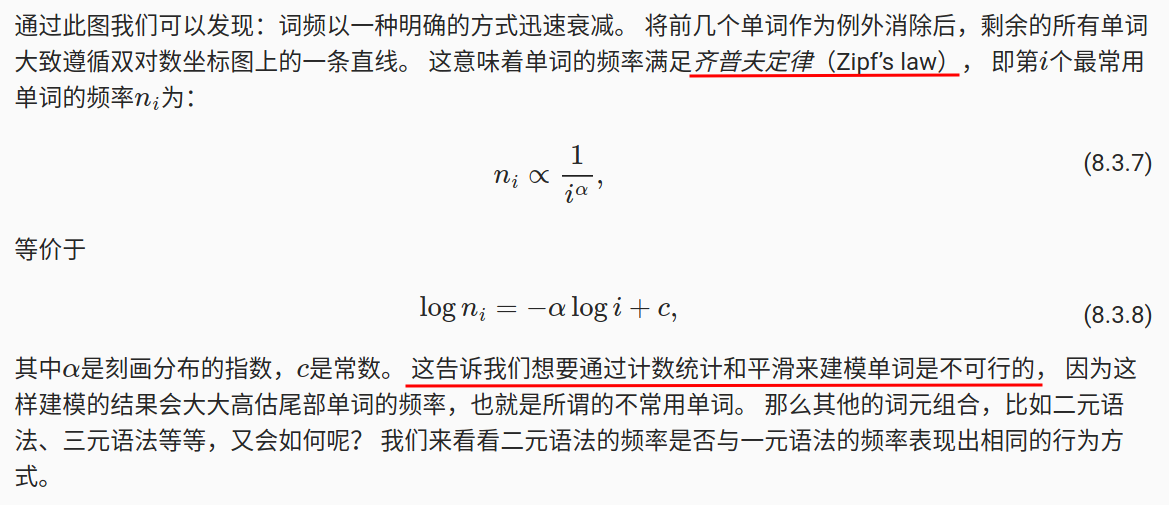 通过此图我们可以发现：词频以一种明确的方式迅速衰减。 将前几个单词作为例外消除后，剩余的所有单词
大致遵循双对数坐标图上的一条直线。 这意味着单词的频率满足齐普夫定律（Zipf's law）， 即第i个最常用
单词的频率nᵢ为：
nᵢ ∝ 1/i^α, (8.3.7)
等价于
log nᵢ = −α log i + c, (8.3.8)
其中α是刻画分布的指数，c是常数。 这告诉我们想要通过计数统计和平滑来建模单词是不可行的， 因为这
样建模的结果会大大高估尾部单词的频率，也就是所谓的不常用单词。 那么其他的词元组合，比如二元语
法、三元语法等等，又会如何呢？ 我们来看看二元语法的频率是否与一元语法的频率表现出相同的行为方
式。